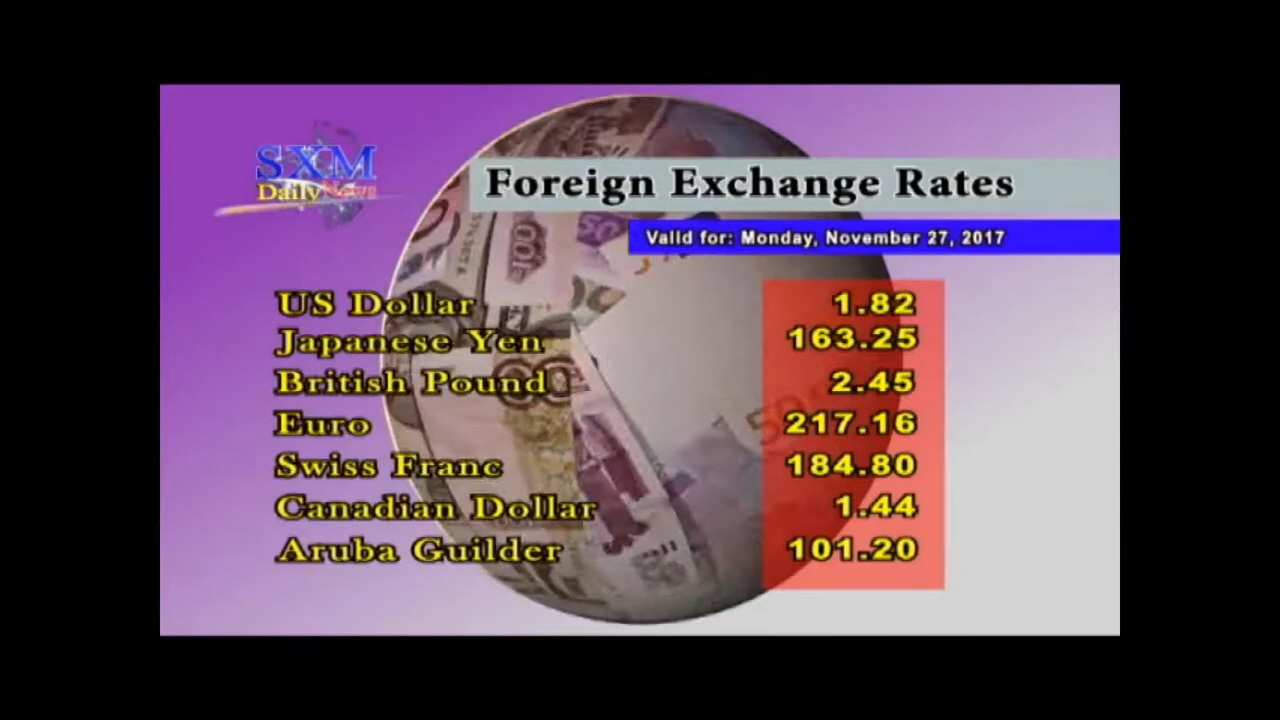 SXM
Daily News
Foreign Exchange Rates
Valid for: Monday, November 27, 2017
US Dollar 1.82
Japanese Yen 163.25
British Pound 2.45
Euro 217.16
Swiss Franc 184.80
Canadian Dollar 1.44
Aruba Guilder 101.20